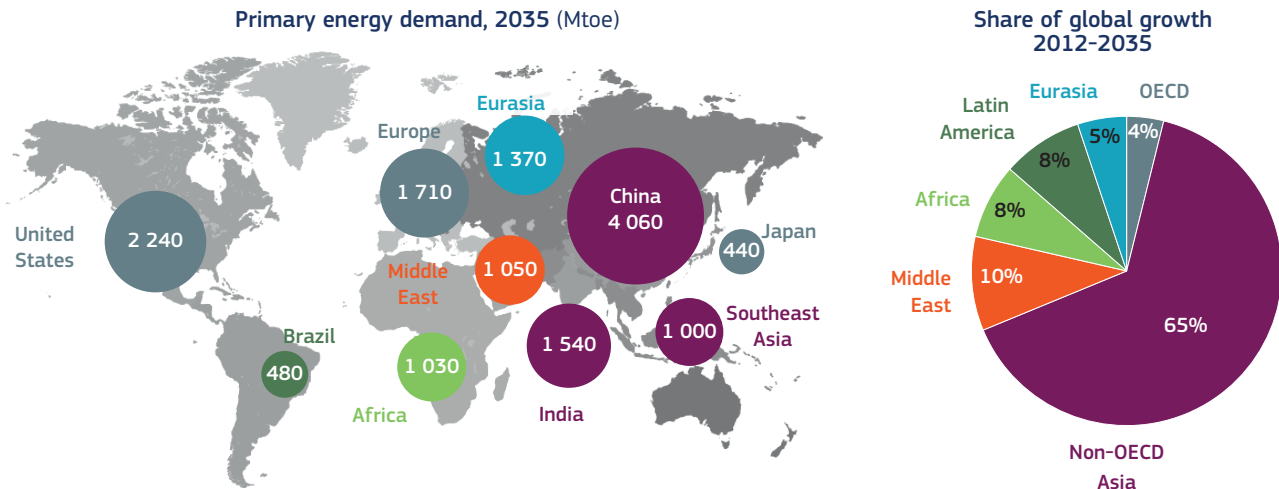 Primary energy demand, 2035 (Mtoe)
United
States
2 240
Brazil
480
Europe
1 710
Eurasia
1 370
Middle
East
1 050
Africa
1 030
China
4 060
India
1 540
Japan
440
Southeast
Asia
1 000
Share of global growth
2012–2035
OECD
4%
Eurasia
5%
Latin
America
8%
Africa
8%
Middle
East
10%
65%
Non-OECD
Asia